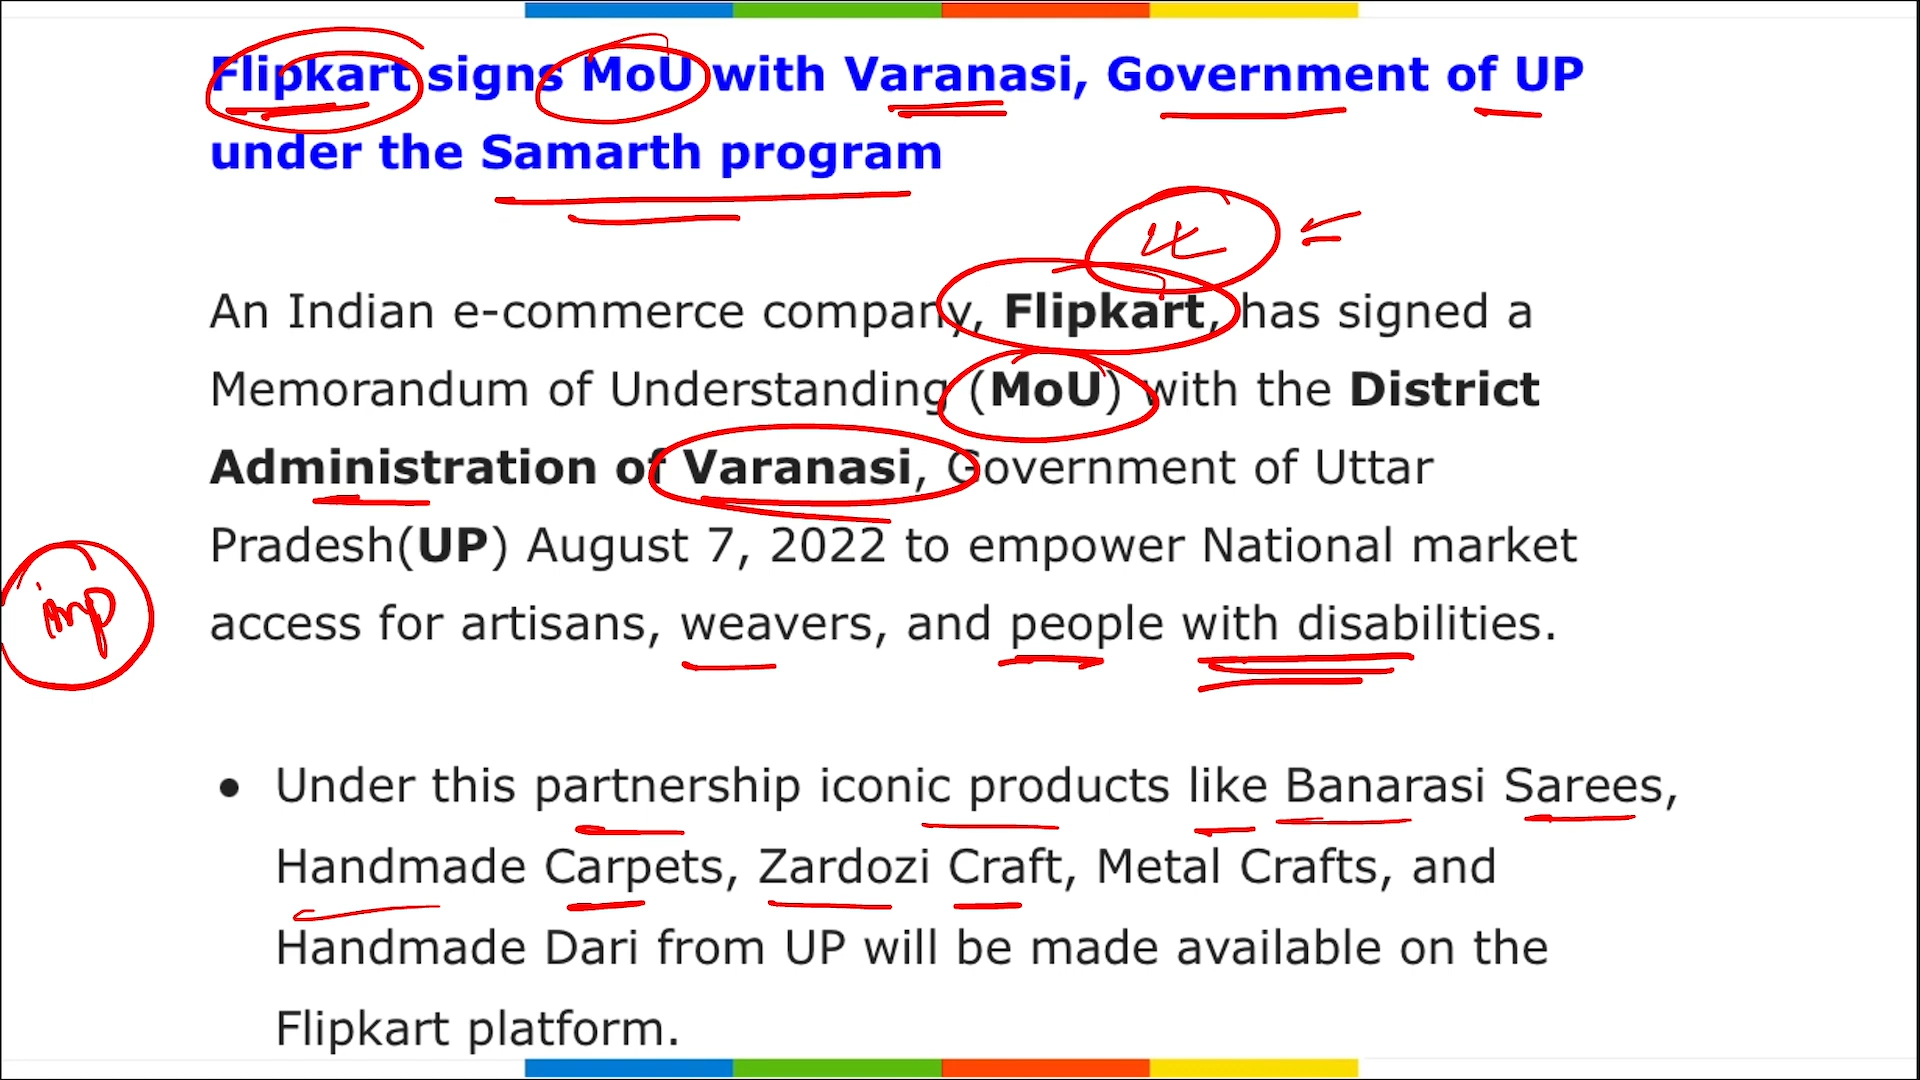 Flipkart signs MoU with Varanasi, Government of UP
under the Samarth program
An Indian e-commerce company, Flipkart, has signed a
Memorandum of Understanding (MoU) with the District
Administration of Varanasi, Government of Uttar
Pradesh(UP) August 7, 2022 to empower National market
imp
access for artisans, weavers, and people with disabilities.
• Under this partnership iconic products like Banarasi Sarees,
Handmade Carpets, Zardozi Craft, Metal Crafts, and
Handmade Dari from UP will be made available on the
Flipkart platform.